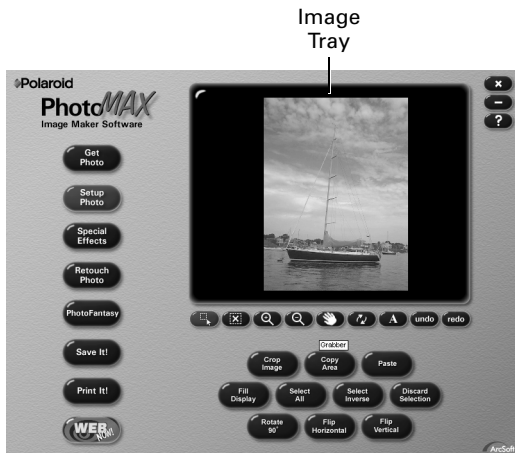 Image
Tray
Polaroid
PhotoMAX
Image Maker Software
×
–
?
Get
Photo
Setup
Photo
Special
Effects
Retouch
Photo
PhotoFantasy
Save It!
Print It!
WEB
NOW!
A
undo
redo
Grabber
Crop
Image
Copy
Area
Paste
Fill
Display
Select
All
Select
Inverse
Discard
Selection
Rotate
90°
Flip
Horizontal
Flip
Vertical
ArcSoft